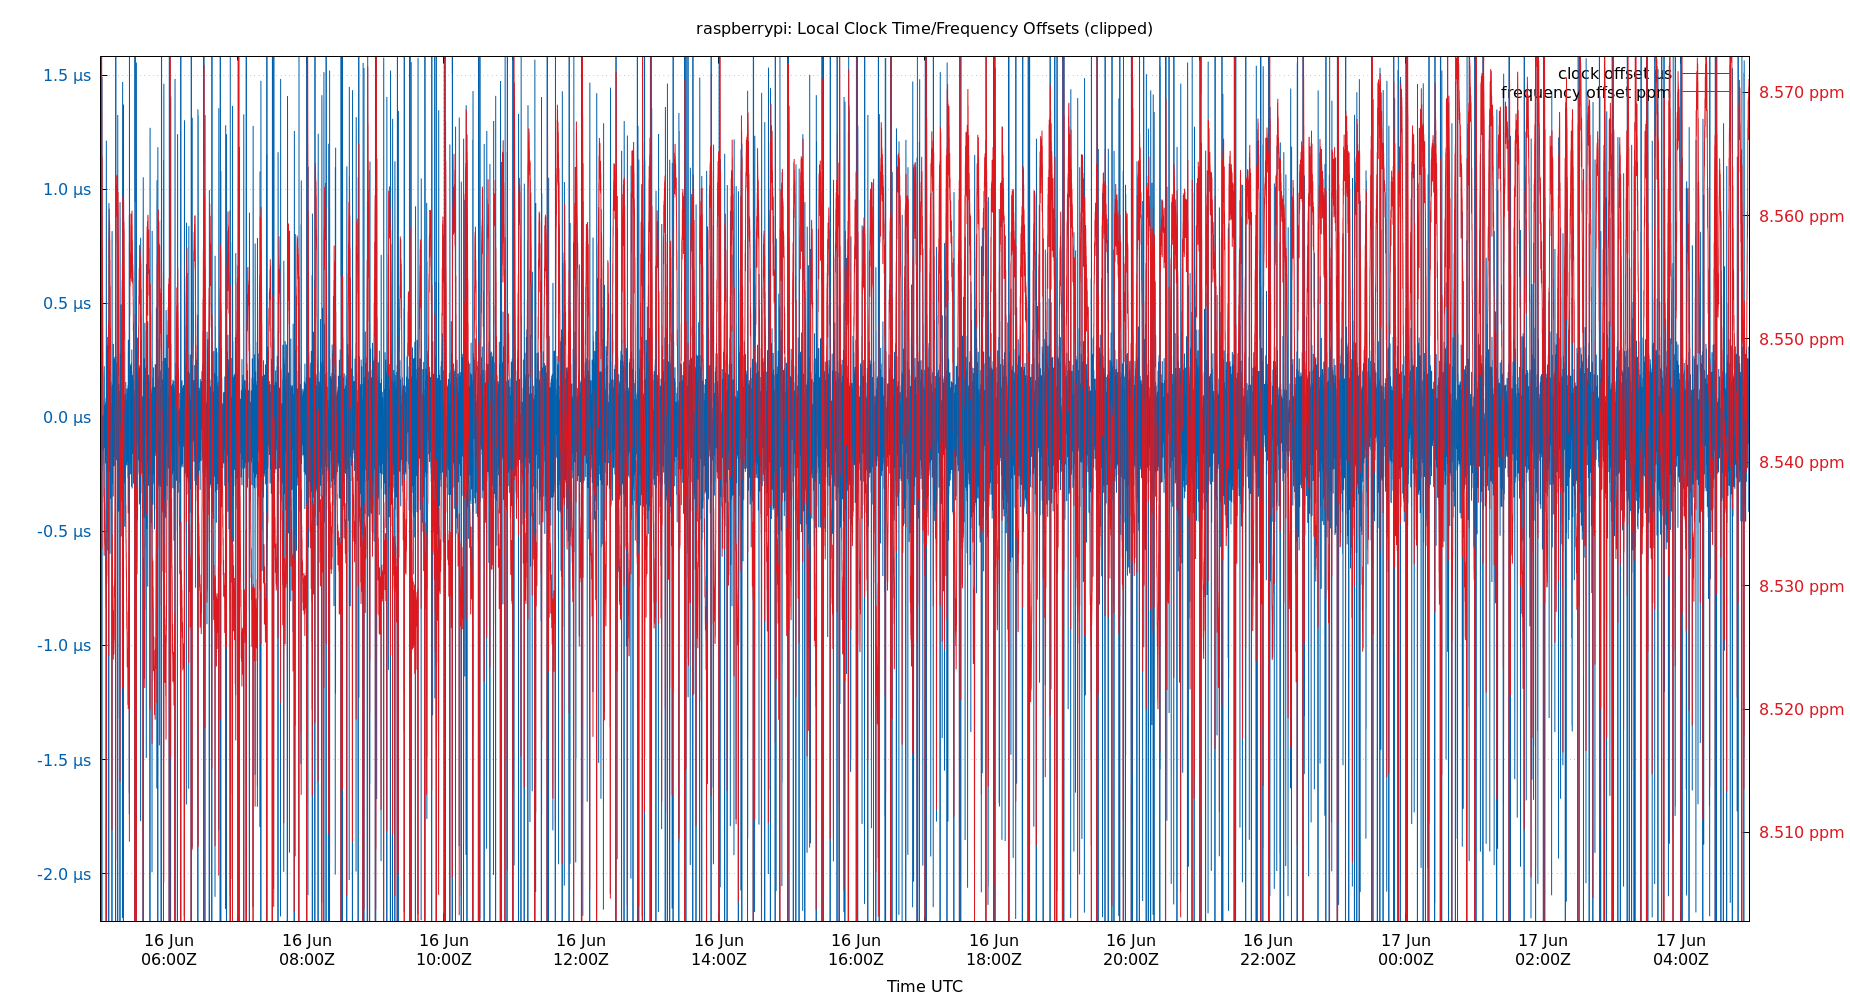 raspberrypi: Local Clock Time/Frequency Offsets (clipped)
clock offset µs
frequency offset ppm
1.5 µs
1.0 µs
0.5 µs
0.0 µs
-0.5 µs
-1.0 µs
-1.5 µs
-2.0 µs
8.570 ppm
8.560 ppm
8.550 ppm
8.540 ppm
8.530 ppm
8.520 ppm
8.510 ppm
16 Jun 16 Jun 16 Jun 16 Jun 16 Jun 16 Jun 16 Jun 16 Jun 16 Jun 17 Jun 17 Jun 17 Jun
06:00Z 08:00Z 10:00Z 12:00Z 14:00Z 16:00Z 18:00Z 20:00Z 22:00Z 00:00Z 02:00Z 04:00Z
Time UTC